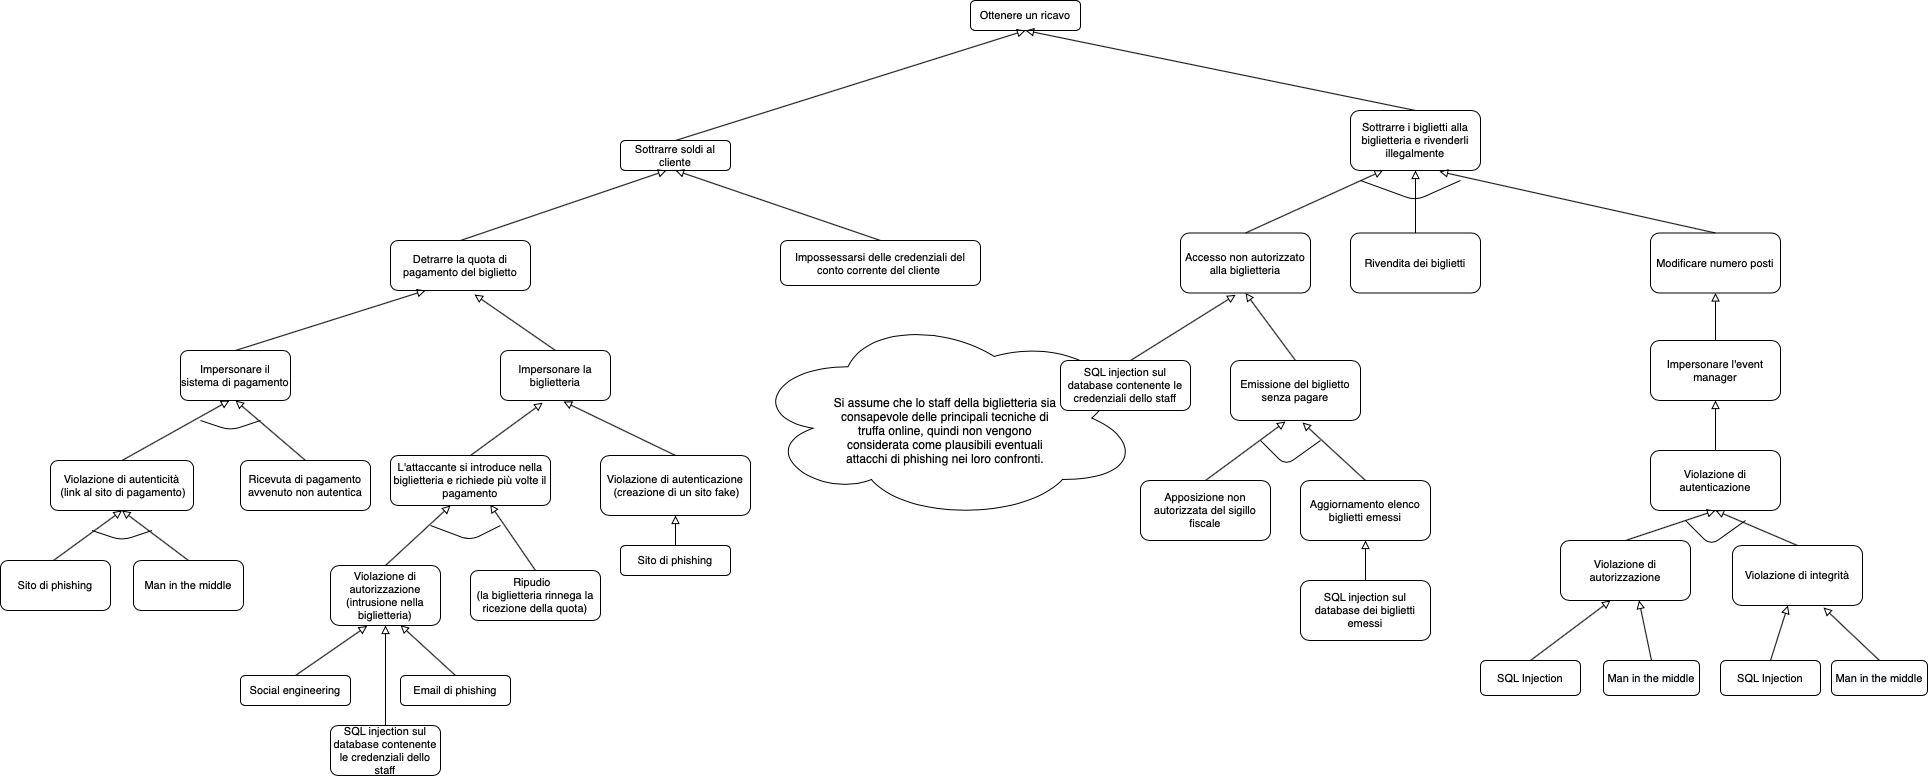 Ottenere un ricavo
Sottrarre i biglietti alla
biglietteria e rivenderli
illegalmente
Sottrarre soldi al
cliente
Detrarre la quota di
pagamento del biglietto
Impossessarsi delle credenziali del
conto corrente del cliente
Accesso non autorizzato
alla biglietteria
Rivendita dei biglietti
Modificare numero posti
Impersonare il
sistema di pagamento
Impersonare la
biglietteria
Si assume che lo staff della biglietteria sia
consapevole delle principali tecniche di
truffa online, quindi non vengono
considerata come plausibili eventuali
attacchi di phishing nei loro confronti.
SQL injection sul
database contenente le
credenziali dello staff
Emissione del biglietto
senza pagare
Impersonare l'event
manager
Violazione di autenticità
(link al sito di pagamento)
Ricevuta di pagamento
avvenuto non autentica
L'attaccante si introduce nella
biglietteria e richiede più volte il
pagamento
Violazione di autenticazione
(creazione di un sito fake)
Apposizione non
autorizzata del sigillo
fiscale
Aggiornamento elenco
biglietti emessi
Violazione di
autenticazione
Sito di phishing
Man in the middle
Violazione di
autorizzazione
(intrusione nella
biglietteria)
Ripudio
(la biglietteria rinnega la
ricezione della quota)
Sito di phishing
SQL injection sul
database dei biglietti
emessi
Violazione di
autorizzazione
Violazione di integrità
Social engineering
Email di phishing
SQL injection sul
database contenente
le credenziali dello
staff
SQL Injection
Man in the middle
SQL Injection
Man in the middle